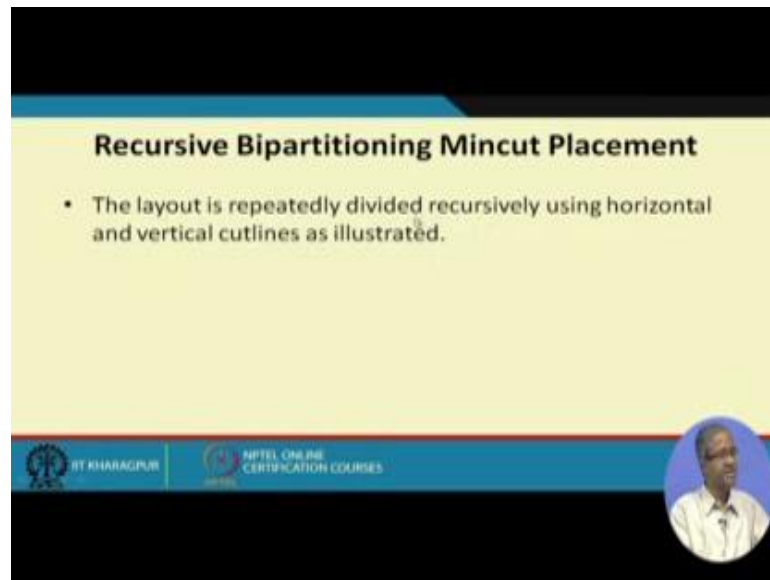 Recursive Bipartitioning Mincut Placement
• The layout is repeatedly divided recursively using horizontal
and vertical cutlines as illustrated.
IIT KHARAGPUR
NPTEL ONLINE
CERTIFICATION COURSES
NPTEL